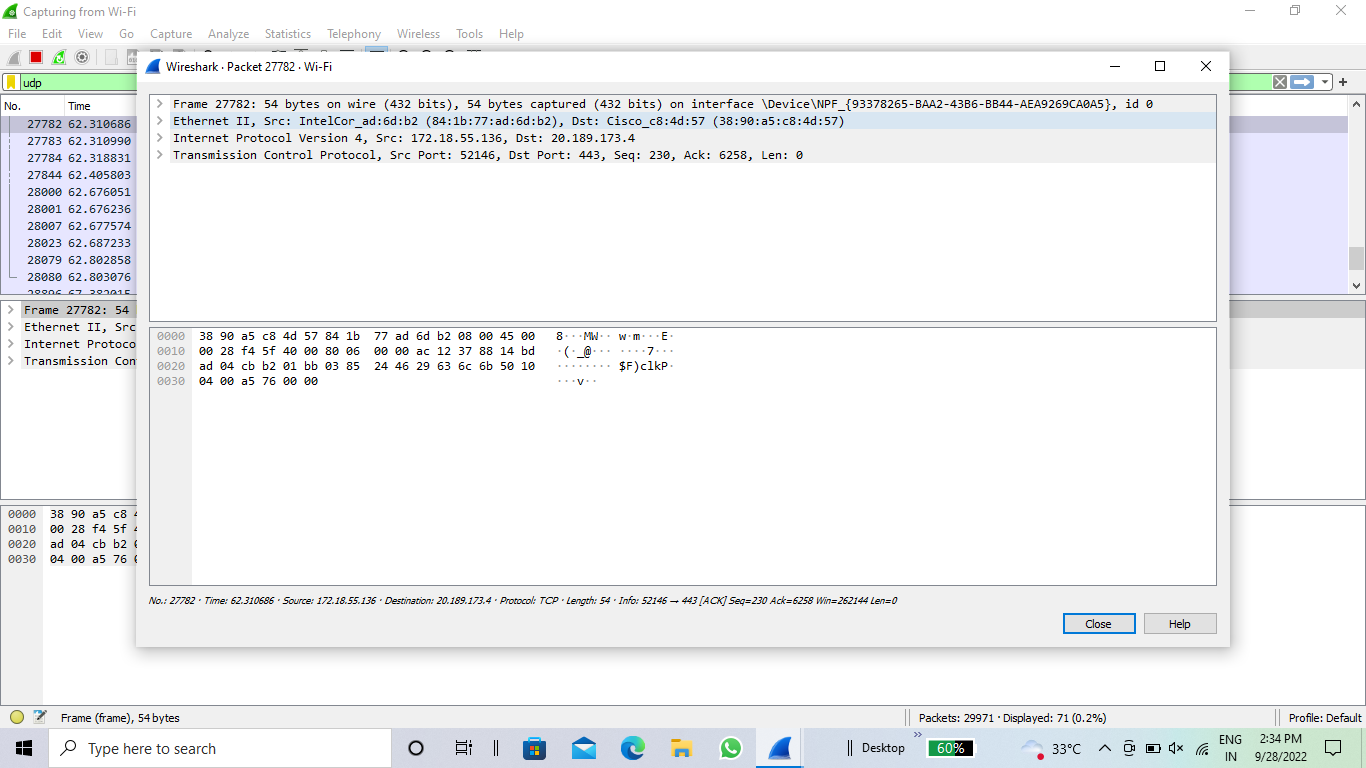 Capturing from Wi-Fi
File Edit View Go Capture Analyze Statistics Telephony Wireless Tools Help
udp
No. Time
27782 62.310686
27783 62.310990
27784 62.318831
27844 62.405803
28000 62.676051
28001 62.676236
28007 62.677574
28023 62.687233
28079 62.802858
28080 62.803076
28896 67.382015
Frame 27782: 54
Ethernet II, Src
Internet Protoco
Transmission Con
0000 38 90 a5 c8 4
0010 00 28 f4 5f 4
0020 ad 04 cb b2 0
0030 04 00 a5 76 0
Wireshark · Packet 27782 · Wi-Fi
Frame 27782: 54 bytes on wire (432 bits), 54 bytes captured (432 bits) on interface \Device\NPF_{93378265-BAA2-43B6-BB44-AEA9269CA0A5}, id 0
Ethernet II, Src: IntelCor_ad:6d:b2 (84:1b:77:ad:6d:b2), Dst: Cisco_c8:4d:57 (38:90:a5:c8:4d:57)
Internet Protocol Version 4, Src: 172.18.55.136, Dst: 20.189.173.4
Transmission Control Protocol, Src Port: 52146, Dst Port: 443, Seq: 230, Ack: 6258, Len: 0
0000 38 90 a5 c8 4d 57 84 1b 77 ad 6d b2 08 00 45 00 8···MW·· w·m···E·
0010 00 28 f4 5f 40 00 80 06 00 00 ac 12 37 88 14 bd ·(·_@··· ····7···
0020 ad 04 cb b2 01 bb 03 85 24 46 29 63 6c 6b 50 10 ········ $F)clkP·
0030 04 00 a5 76 00 00 ···v··
No.: 27782 · Time: 62.310686 · Source: 172.18.55.136 · Destination: 20.189.173.4 · Protocol: TCP · Length: 54 · Info: 52146 → 443 [ACK] Seq=230 Ack=6258 Win=262144 Len=0
Close Help
Frame (frame), 54 bytes
Packets: 29971 · Displayed: 71 (0.2%)
Profile: Default
Type here to search
Desktop
60%
33°C
ENG
IN
2:34 PM
9/28/2022